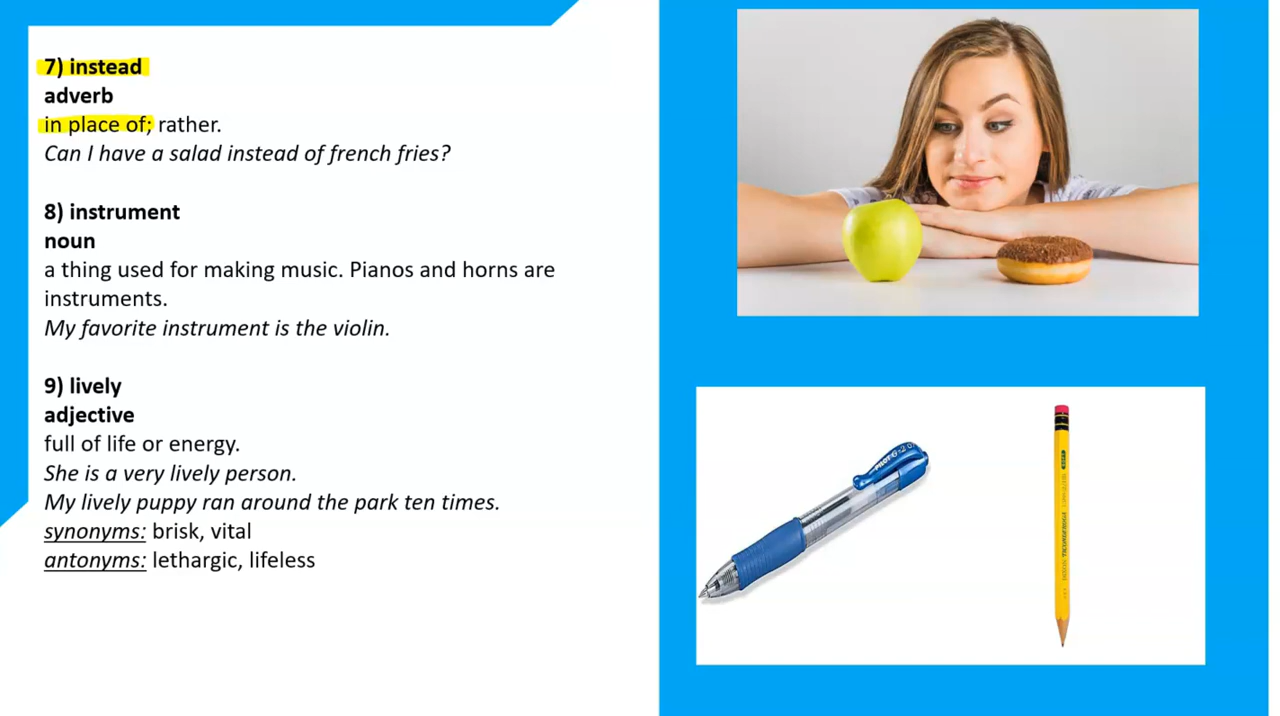 7) instead
adverb
in place of; rather.
Can I have a salad instead of french fries?
8) instrument
noun
a thing used for making music. Pianos and horns are
instruments.
My favorite instrument is the violin.
9) lively
adjective
full of life or energy.
She is a very lively person.
My lively puppy ran around the park ten times.
synonyms: brisk, vital
antonyms: lethargic, lifeless
PILOT G-2
TICONDEROGA